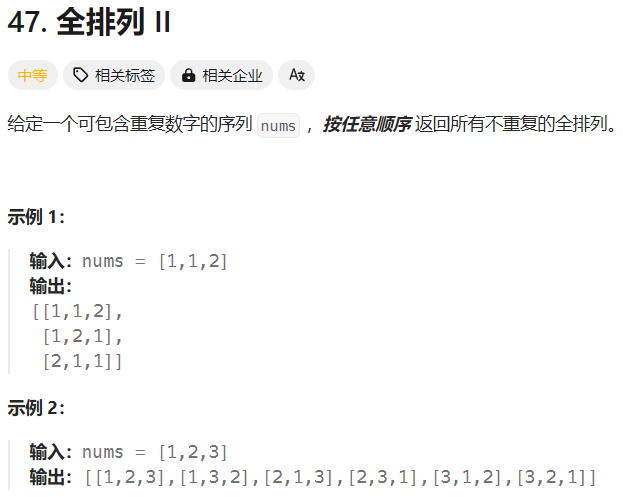 47. 全排列 II
中等 相关标签 相关企业 A文
给定一个可包含重复数字的序列 nums ，按任意顺序 返回所有不重复的全排列。
示例 1：
输入：nums = [1,1,2]
输出：
[[1,1,2],
[1,2,1],
[2,1,1]]
示例 2：
输入：nums = [1,2,3]
输出：[[1,2,3],[1,3,2],[2,1,3],[2,3,1],[3,1,2],[3,2,1]]